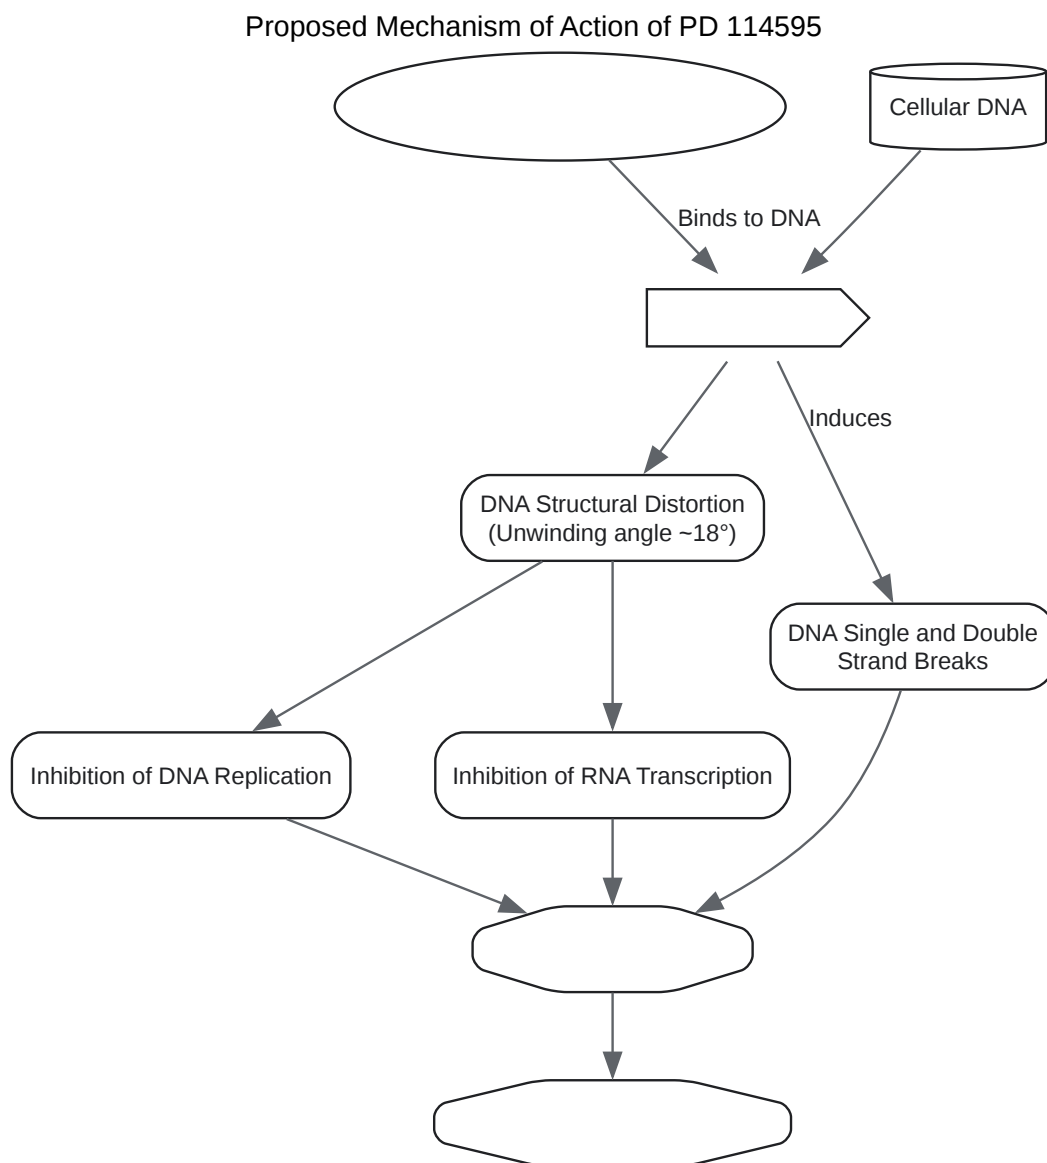 Proposed Mechanism of Action of PD 114595
Cellular DNA
Binds to DNA
Induces
DNA Structural Distortion
(Unwinding angle ~18°)
DNA Single and Double
Strand Breaks
Inhibition of DNA Replication
Inhibition of RNA Transcription